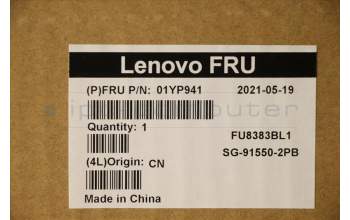 Lenovo FRU
(P)FRU P/N: 01YP941 2021-05-19
Quantity: 1
FU8383BL1
(4L)Origin: CN SG-91550-2PB
Made in China